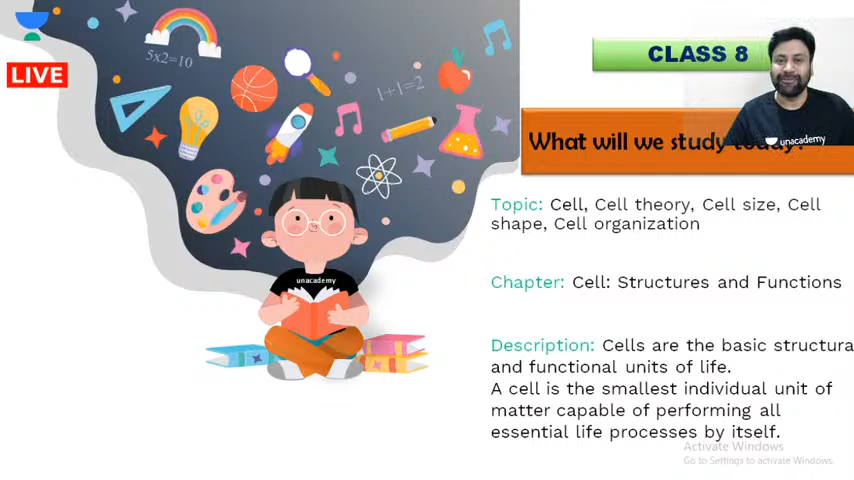 LIVE
5x2=10
1+1=2
CLASS 8
unacademy
What will we study today?
Topic: Cell, Cell theory, Cell size, Cell
shape, Cell organization
unacademy
Chapter: Cell: Structures and Functions
Description: Cells are the basic structura
and functional units of life.
A cell is the smallest individual unit of
matter capable of performing all
essential life processes by itself.
Activate Windows
Go to Settings to activate Windows.